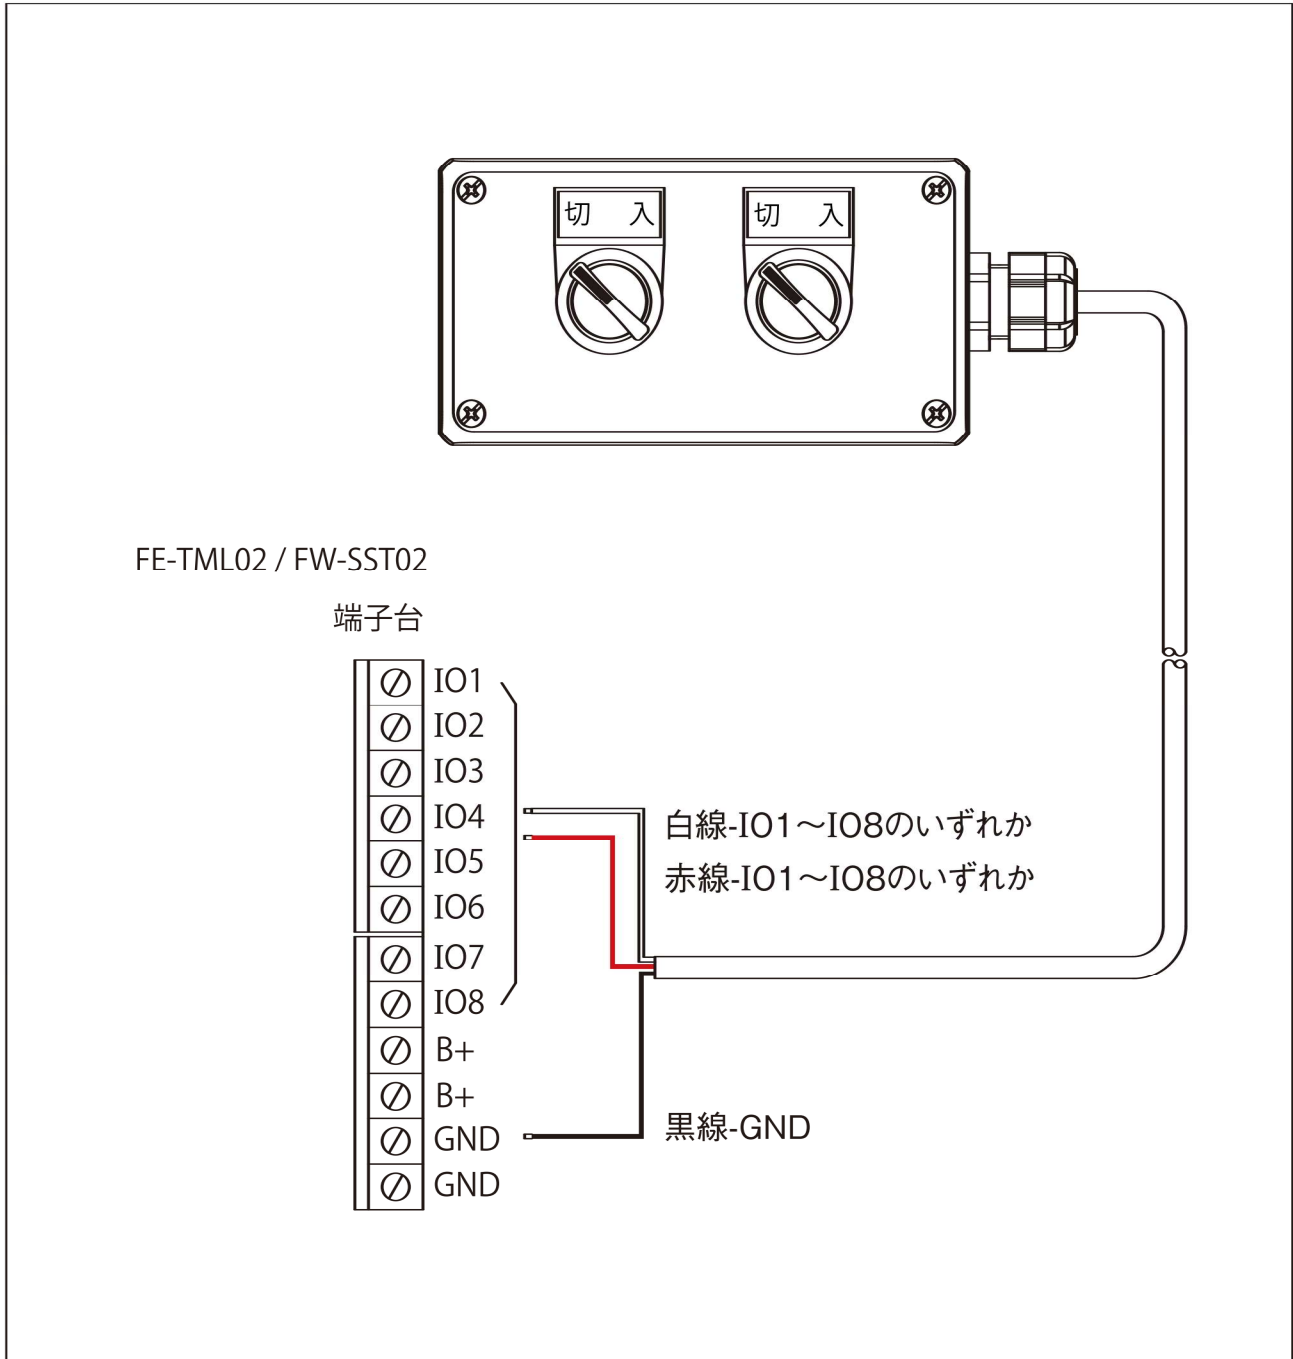 切 入 切 入
FE-TML02 / FW-SST02
端子台
IO1
IO2
IO3
IO4
白線-IO1～IO8のいずれか
IO5
赤線-IO1～IO8のいずれか
IO6
IO7
IO8
B+
B+
GND
黒線-GND
GND